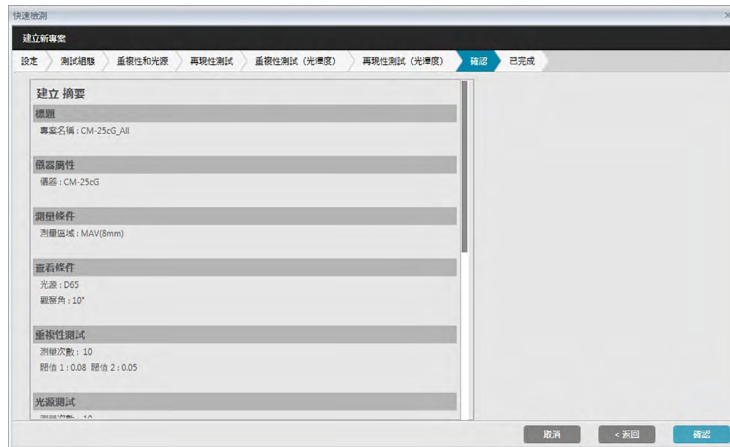 快速檢測
建立新專案
設定 測試組態 重複性和光源 再現性測試 重複性測試 (光澤度) 再現性測試 (光澤度) 確認 已完成
建立 摘要
標題
專案名稱 : CM-25cG_All
儀器屬性
儀器 : CM-25cG
測量條件
測量區域 : MAV(8mm)
查看條件
光源 : D65
觀察角 : 10°
重複性測試
測量次數 : 10
閾值 1 : 0.08 閾值 2 : 0.05
光源測試
測量次數 : 10
取消 < 返回 確認